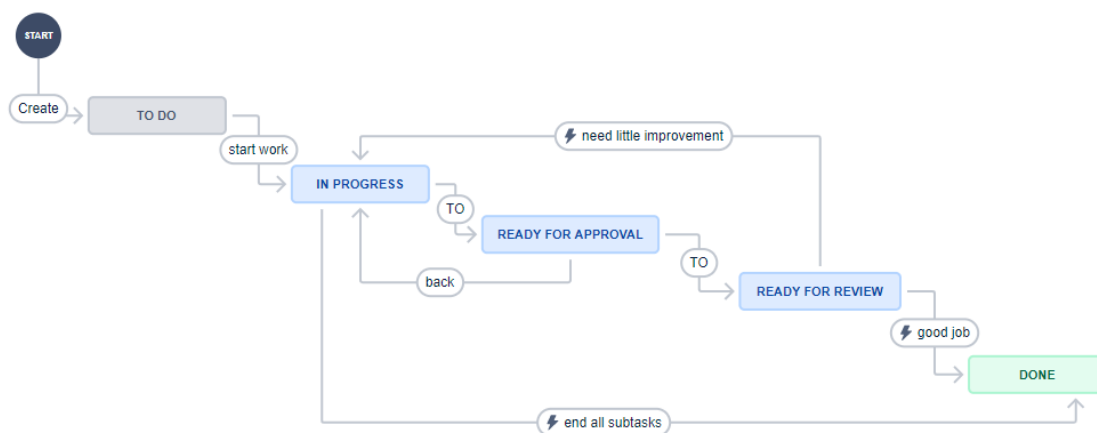 START
Create
TO DO
start work
need little improvement
IN PROGRESS
TO
READY FOR APPROVAL
TO
back
READY FOR REVIEW
good job
DONE
end all subtasks